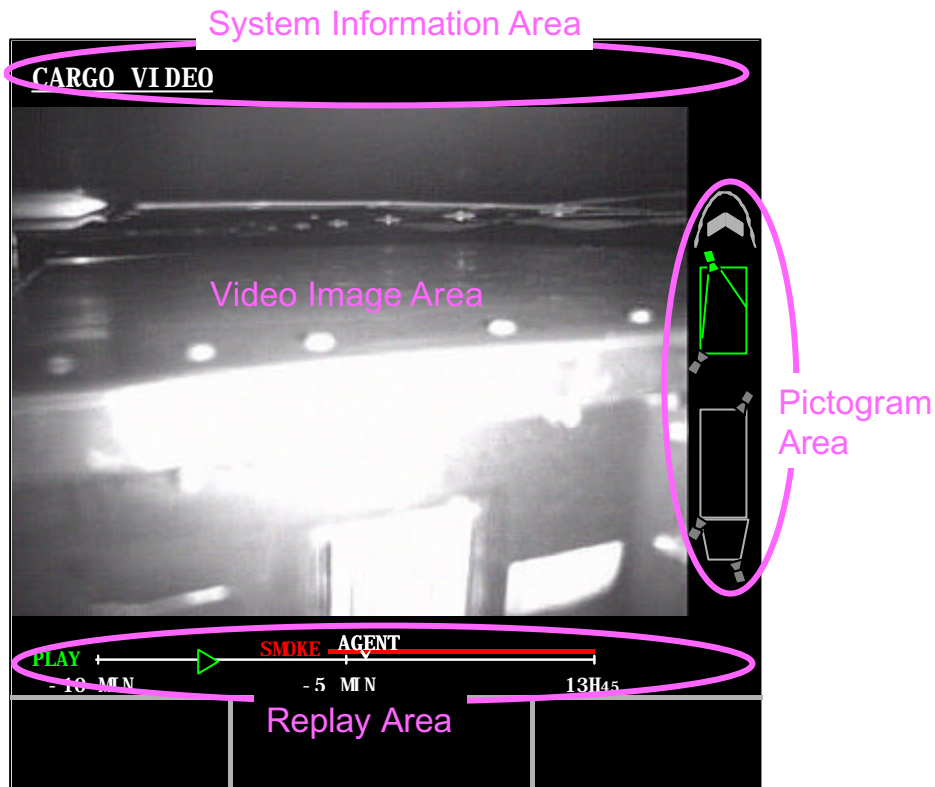 System Information Area
CARGO VIDEO
Video Image Area
Pictogram
Area
SMOKE AGENT
PLAY
-10 MIN -5 MIN 13H45
Replay Area